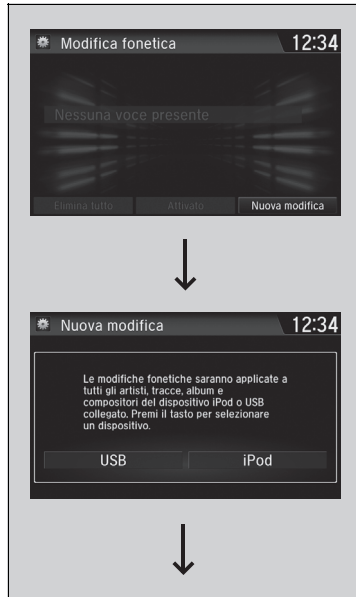 Modifica fonetica 12:34
Nessuna voce presente
Elimina tutto Attivato Nuova modifica
Nuova modifica 12:34
Le modifiche fonetiche saranno applicate a
tutti gli artisti, tracce, album e
compositori del dispositivo iPod o USB
collegato. Premi il tasto per selezionare
un dispositivo.
USB iPod